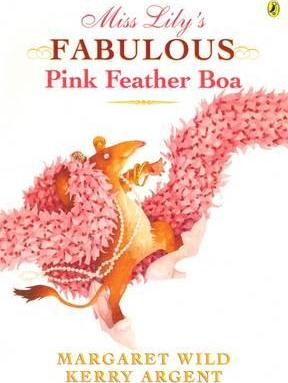 Miss Lily's
FABULOUS
Pink Feather Boa
MARGARET WILD
KERRY ARGENT